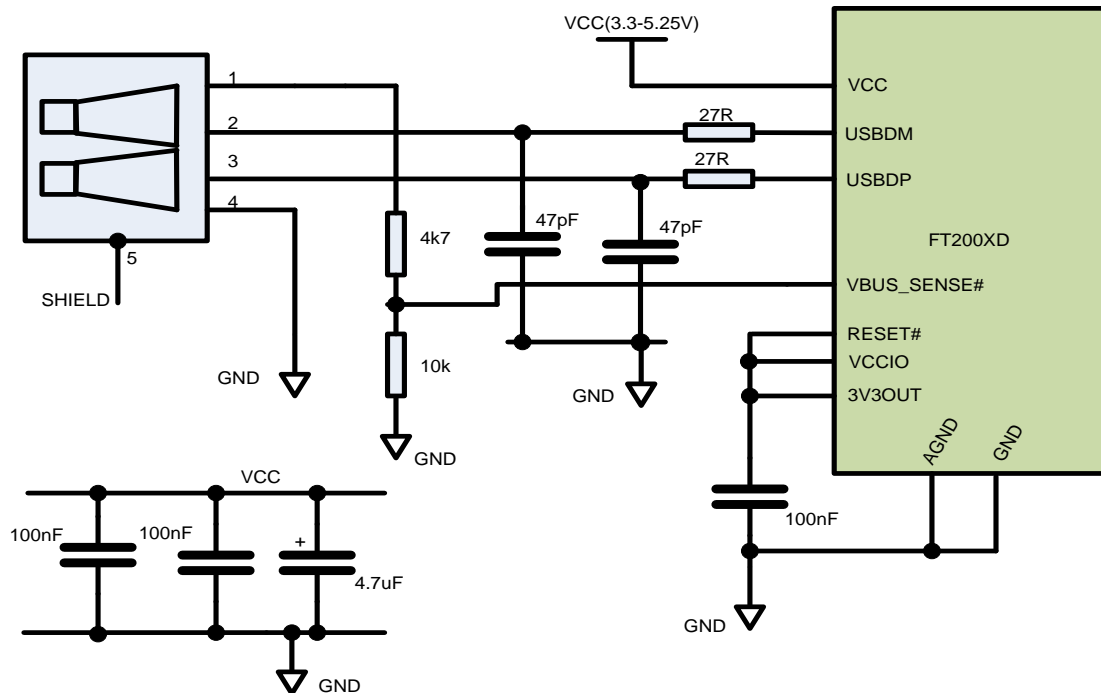 VCC(3.3-5.25V)
1
VCC
27R
2
USBDM
27R
3
USBDP
4
47pF
47pF
4k7
FT200XD
5
VBUS_SENSE#
SHIELD
RESET#
10k
VCCIO
GND
3V3OUT
GND
AGND
GND
GND
VCC
100nF
100nF
100nF
+
4.7uF
GND
GND